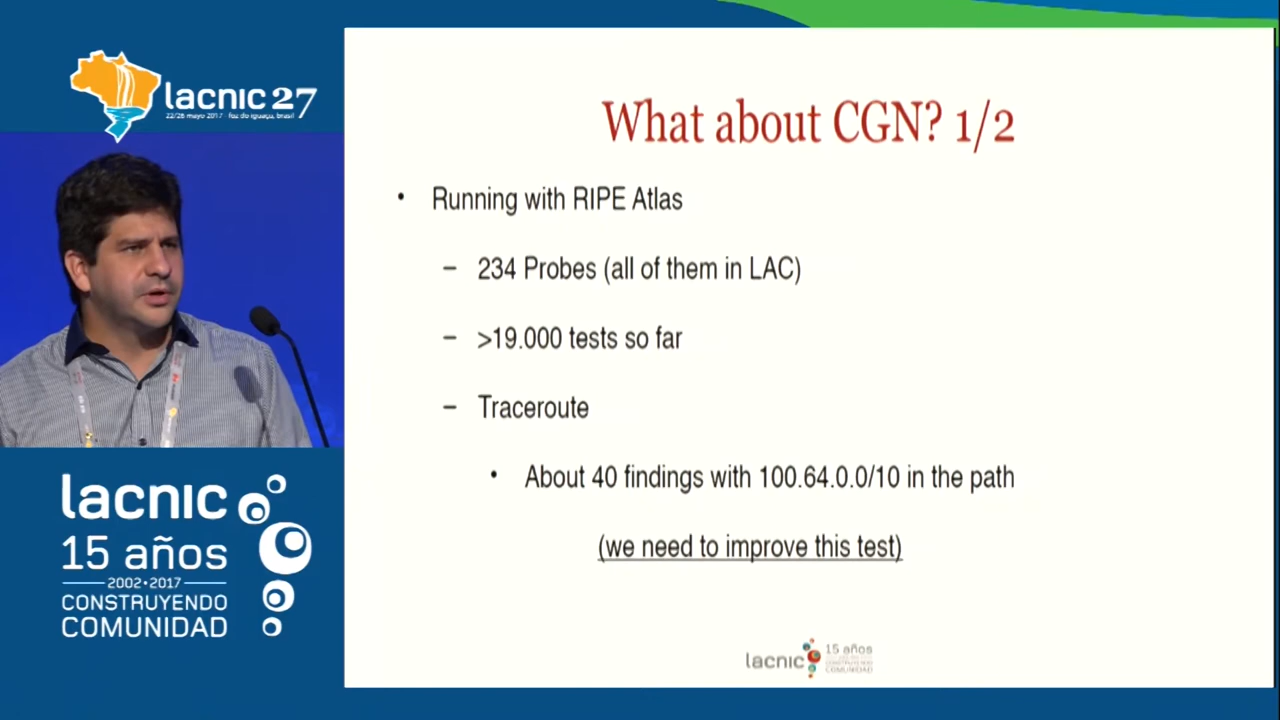 lacnic 27
22/26 mayo 2017 - foz do iguaçu, brasil
What about CGN? 1/2
• Running with RIPE Atlas
– 234 Probes (all of them in LAC)
– >19.000 tests so far
– Traceroute
• About 40 findings with 100.64.0.0/10 in the path
(we need to improve this test)
lacnic
15 años
2002•2017
CONSTRUYENDO
COMUNIDAD
lacnic
15 años
CONSTRUYENDO
COMUNIDAD